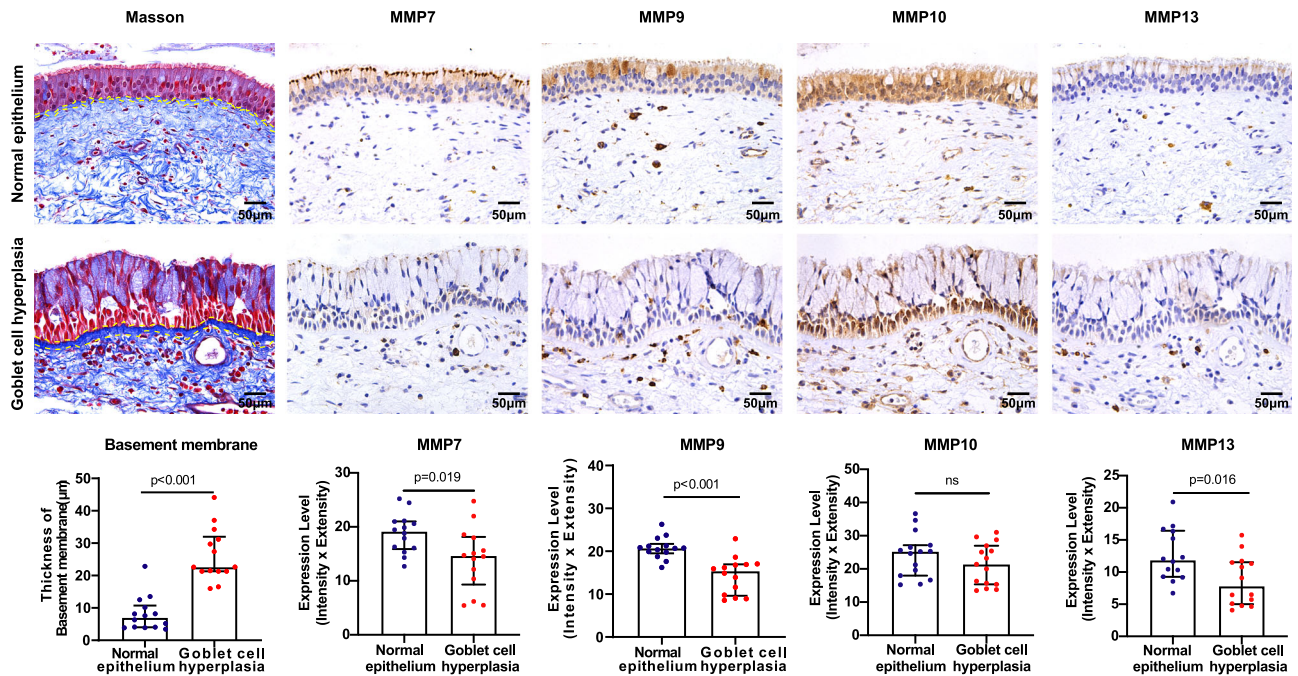 Masson MMP7 MMP9 MMP10 MMP13
Normal epithelium
50μm 50μm 50μm 50μm 50μm
Goblet cell hyperplasia
50μm 50μm 50μm 50μm 50μm
Basement membrane
Thickness of
Basement membrane(μm)
50
40
30
20
10
0
p<0.001
Normal
epithelium
Goblet cell
hyperplasia
MMP7
Expression Level
(Intensity x Extensity)
30
20
10
0
p=0.019
Normal
epithelium
Goblet cell
hyperplasia
MMP9
Expression Level
(Intensity x Extensity)
40
30
20
10
0
p<0.001
Normal
epithelium
Goblet cell
hyperplasia
MMP10
Expression Level
(Intensity x Extensity)
50
40
30
20
10
0
ns
Normal
epithelium
Goblet cell
hyperplasia
MMP13
Expression Level
(Intensity x Extensity)
25
20
15
10
5
0
p=0.016
Normal
epithelium
Goblet cell
hyperplasia